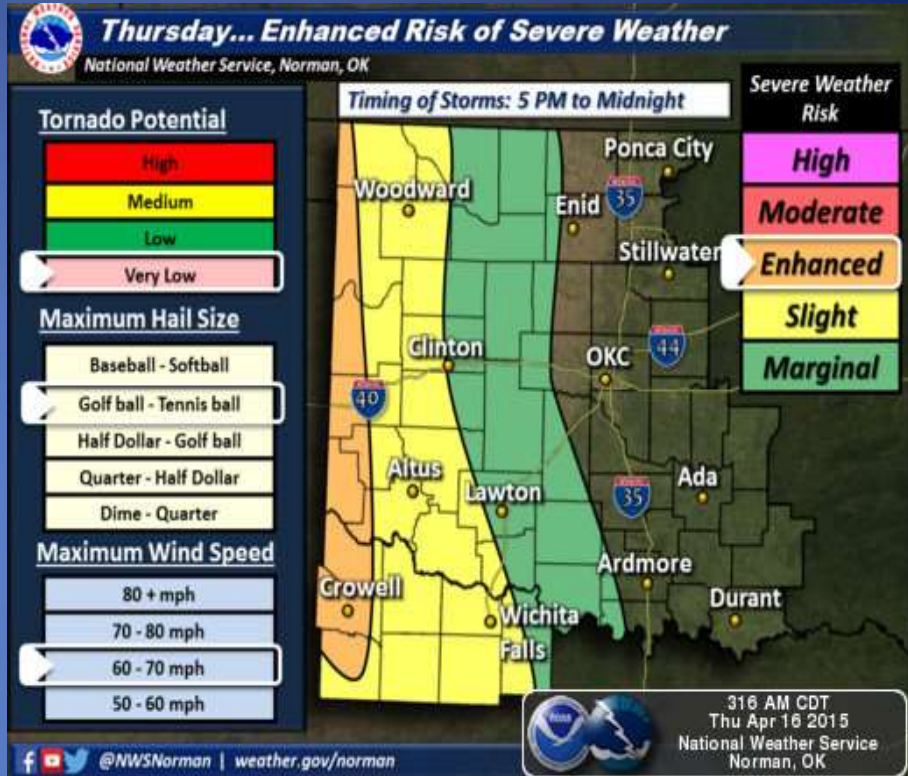 Thursday... Enhanced Risk of Severe Weather
National Weather Service, Norman, OK
Timing of Storms: 5 PM to Midnight
Tornado Potential
High
Medium
Low
Very Low
Maximum Hail Size
Baseball - Softball
Golf ball - Tennis ball
Half Dollar - Golf ball
Quarter - Half Dollar
Dime - Quarter
Maximum Wind Speed
80 + mph
70 - 80 mph
60 - 70 mph
50 - 60 mph
Ponca City
Woodward
35
Enid
Stillwater
Clinton
OKC
44
40
Altus
Lawton
35
Ada
Ardmore
Crowell
Durant
Wichita
Falls
Severe Weather
Risk
High
Moderate
Enhanced
Slight
Marginal
316 AM CDT
Thu Apr 16 2015
National Weather Service
Norman, OK
@NWSNorman | weather.gov/norman